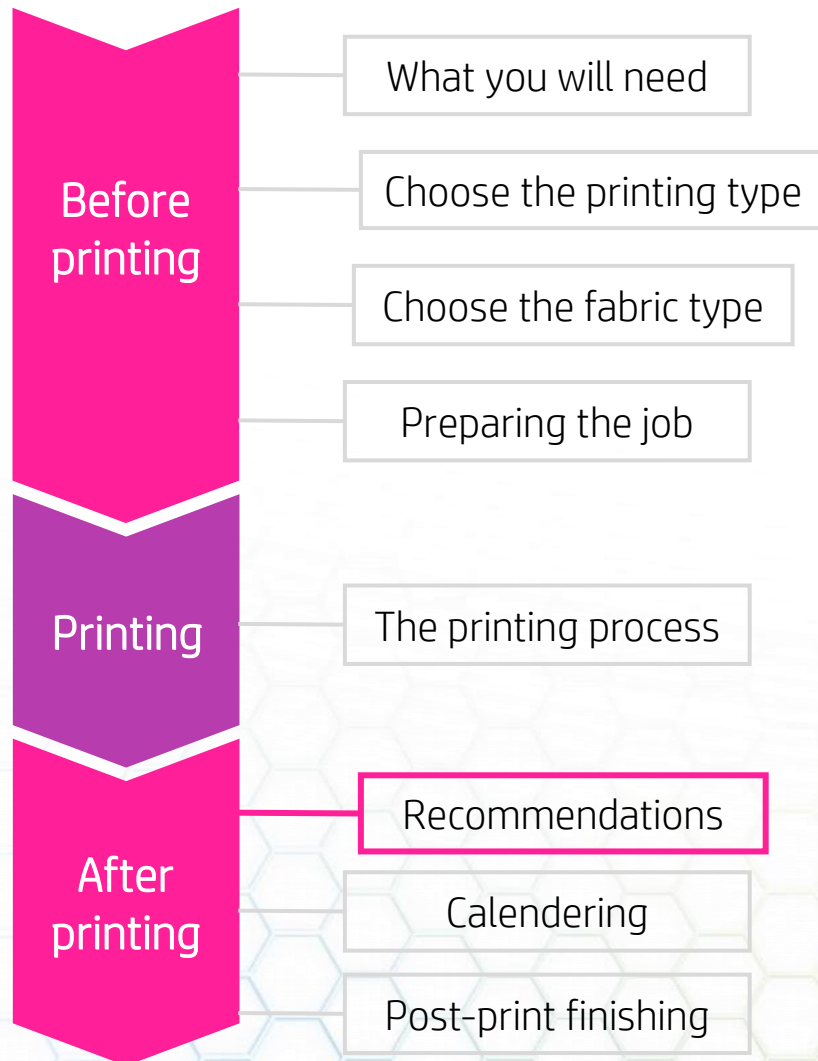 Before
printing
What you will need
Choose the printing type
Choose the fabric type
Preparing the job
Printing
The printing process
After
printing
Recommendations
Calendering
Post-print finishing